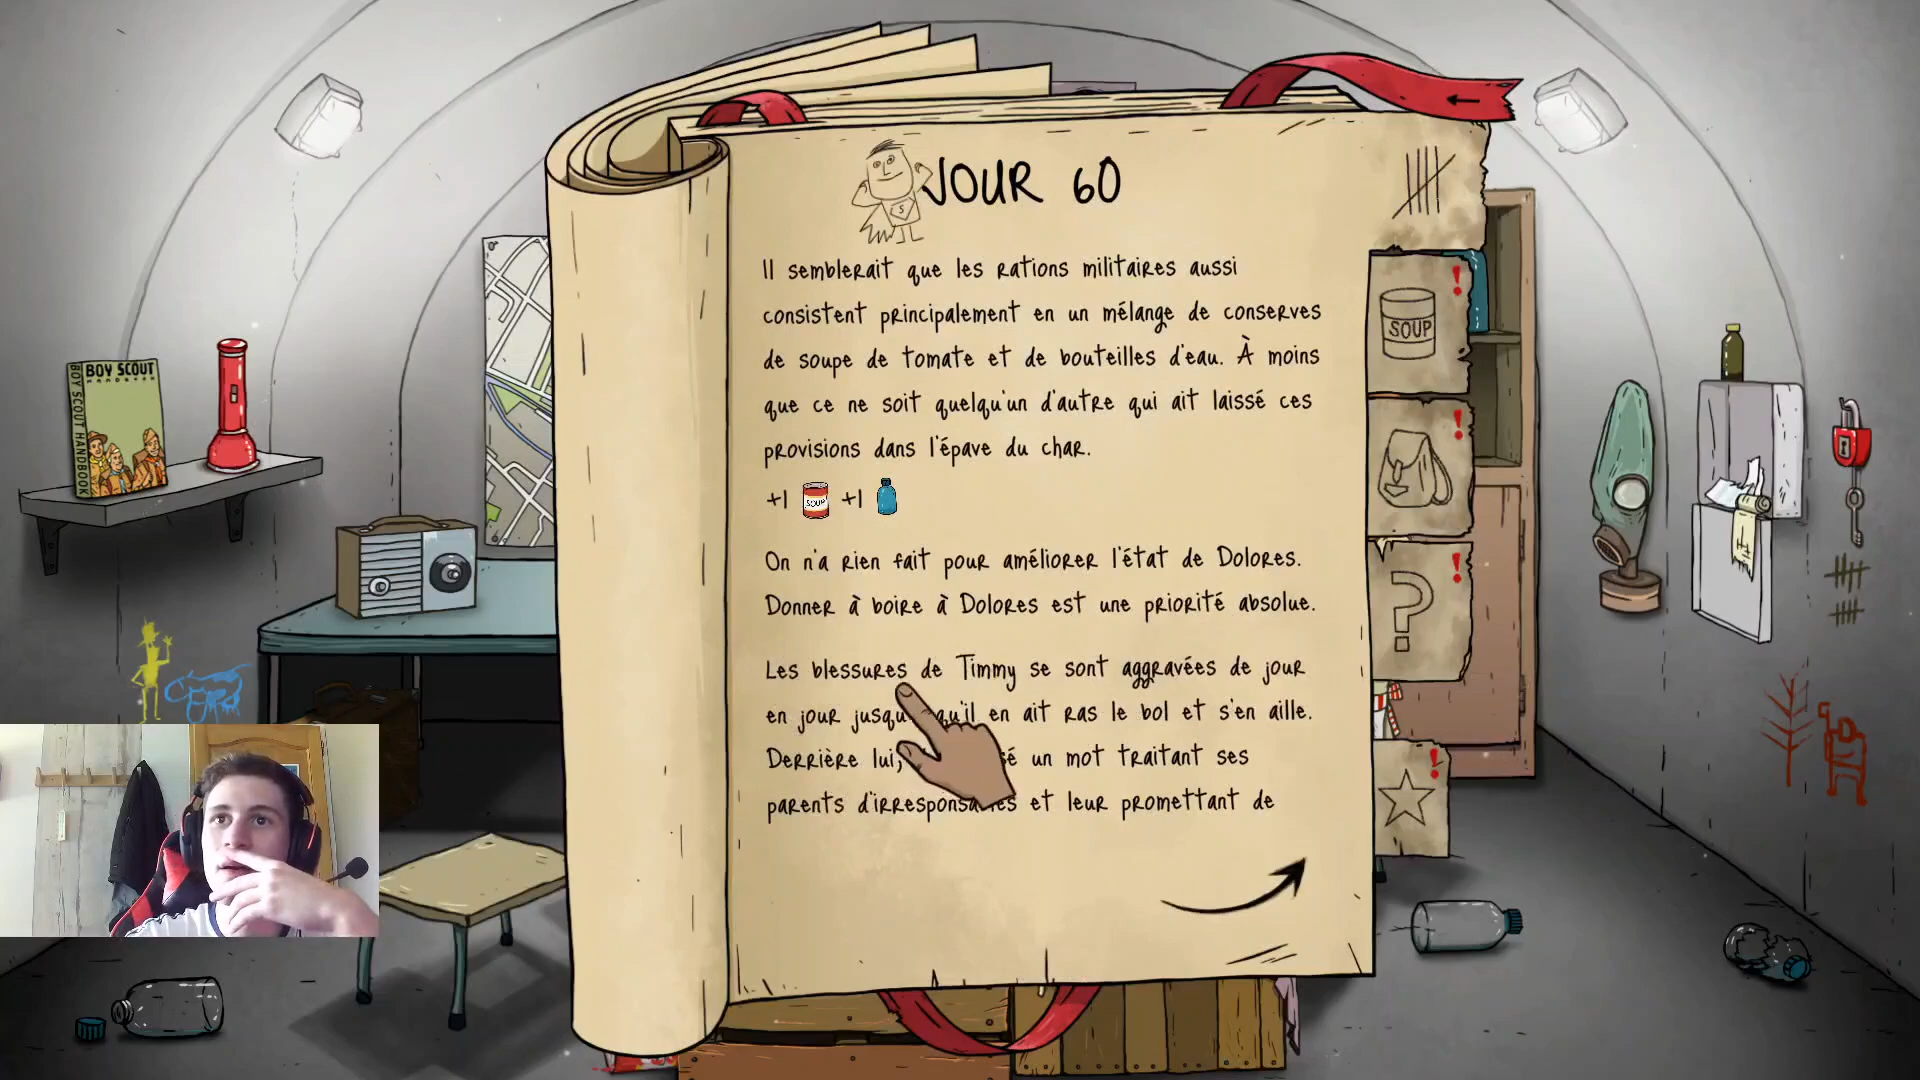 JOUR 60
Il semblerait que les rations militaires aussi
consistent principalement en un mélange de conserves
de soupe de tomate et de bouteilles d'eau. À moins
que ce ne soit quelqu'un d'autre qui ait laissé ces
provisions dans l'épave du char.
+1 SOUP +1
On n'a rien fait pour améliorer l'état de Dolores.
Donner à boire à Dolores est une priorité absolue.
Les blessures de Timmy se sont aggravées de jour
en jour qu'il en ait ras le bol et s'en aille.
Derrière lui, un mot traitant ses
parents et leur promettant de
SOUP
!
!
?
!
!
BOY SCOUT
HANDBOOK
BOY SCOUT HANDBOOK
S